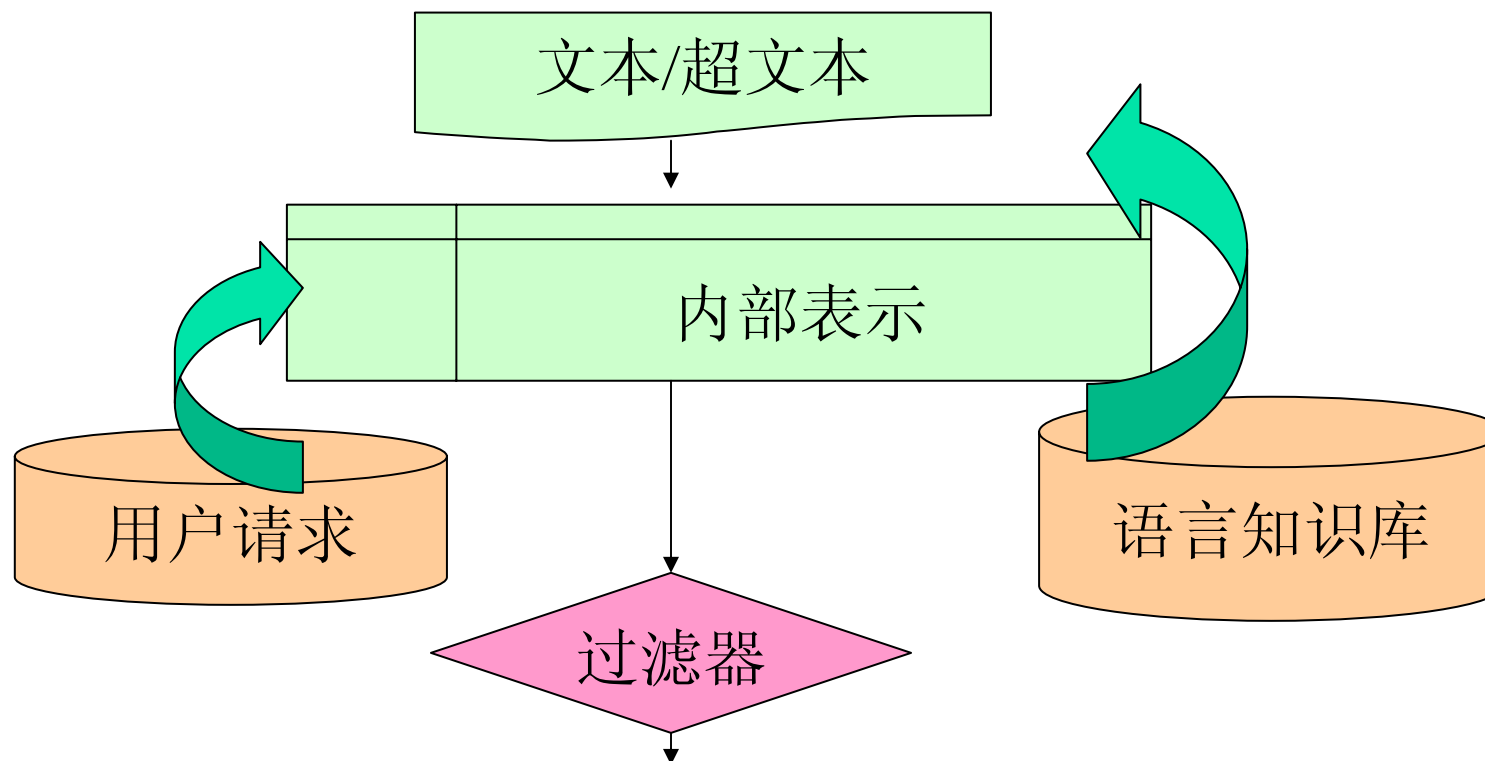 文本/超文本
内部表示
用户请求
语言知识库
过滤器